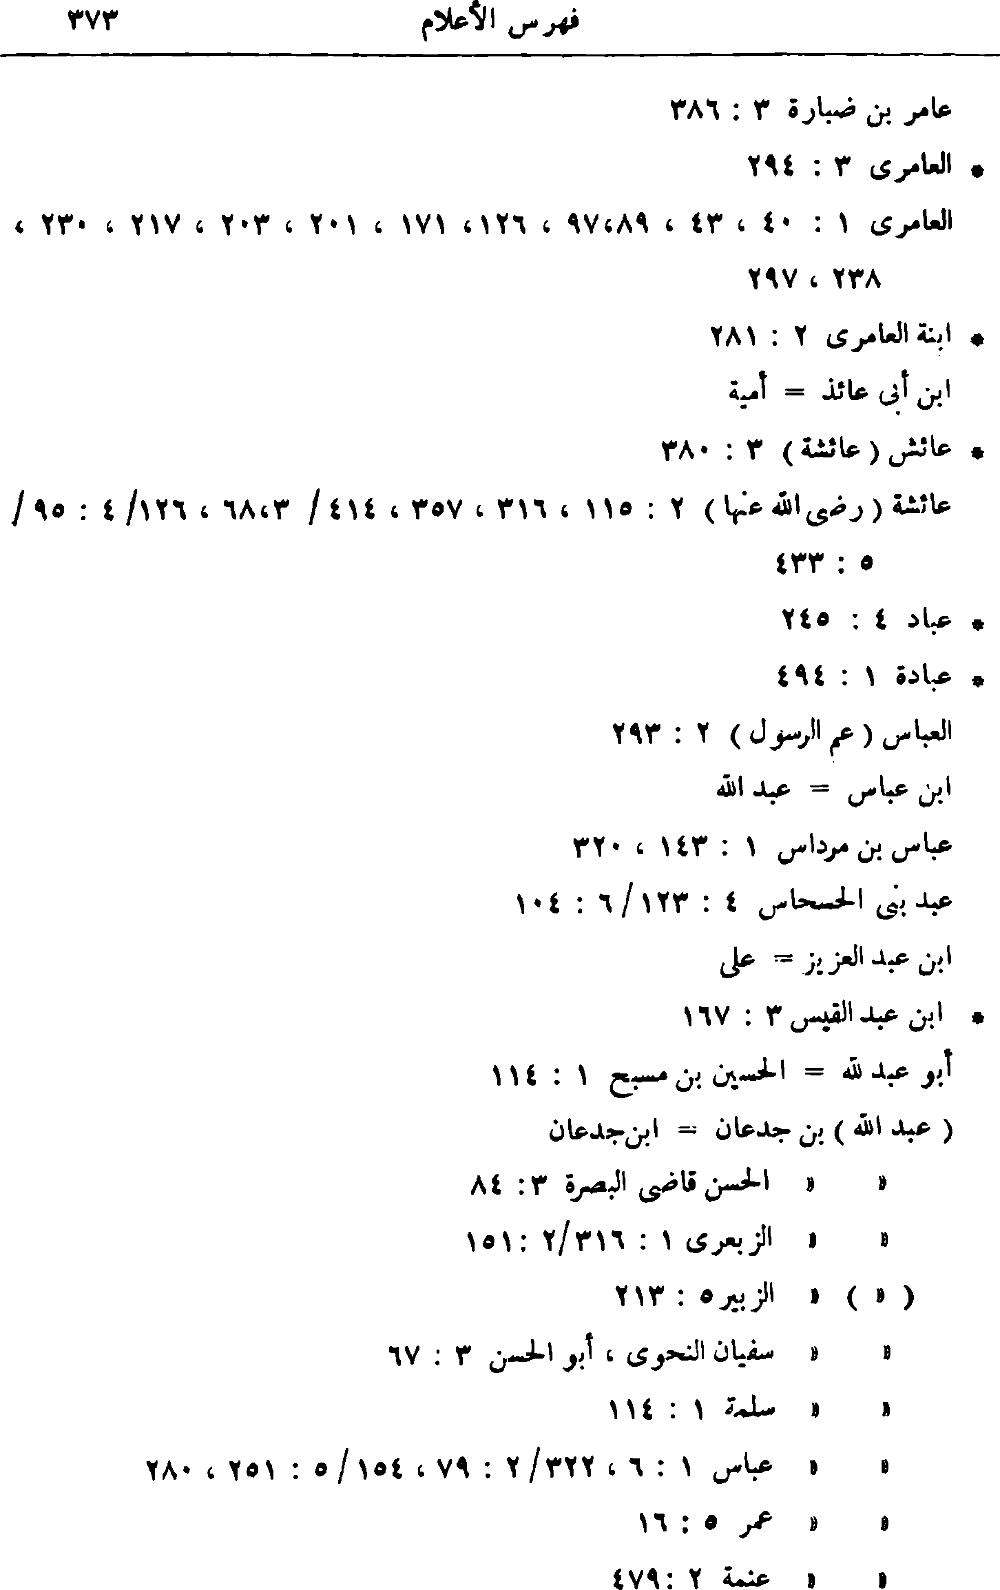 فهرس الأعلام ٣٧٣
عامر بن ضبارة ٣ : ٣٨٦
* العامرى ٣ : ٢٩٤
العامرى ١ : ٤٠ ، ٤٣ ، ٨٩،٩٧ ، ١٢٦، ١٧١ ، ٢٠١ ، ٢٠٣ ، ٢١٧ ، ٢٣٠ ،
٢٣٨ ، ٢٩٧
* ابنة العامرى ٢ : ٢٨١
ابن أبى عائذ = أمية
* عائش ( عائشة ) ٣ : ٣٨٠
عائشة ( رضى الله عنها ) ٢ : ١١٥ ، ٣١٦ ، ٣٥٧ ، ٤١٤ / ٣،٦٨ ، ١٢٦/ ٤ : ٩٥ /
٥ : ٤٣٣
* عباد ٤ : ٢٤٥
* عبادة ١ : ٤٩٤
العباس ( عم الرسول ) ٢ : ٢٩٣
ابن عباس = عبد الله
عباس بن مرداس ١ : ١٤٣ ، ٣٢٠
عبد بنى الحسحاس ٤ : ١٢٣/ ٦ : ١٠٤
ابن عبد العزيز = على
* ابن عبد القيس ٣ : ١٦٧
أبو عبد لله = الحسين بن مسبح ١ : ١١٤
( عبد الله ) بن جدعان = ابن جدعان
» » الحسن قاضى البصرة ٣: ٨٤
» » الزبعرى ١ : ٣١٦/ ٢ :١٥١
( » ) » الزبير ٥ : ٢١٣
» » سفيان النحوى ، أبو الحسن ٣ : ٦٧
» » سلمة ١ : ١١٤
» » عباس ١ : ٦ ، ٣٢٢/ ٢ : ٧٩ ، ١٥٤/ ٥ : ٢٥١ ، ٢٨٠
» » عمر ٥ : ١٦
» » عنمة ٢ :٤٧٩